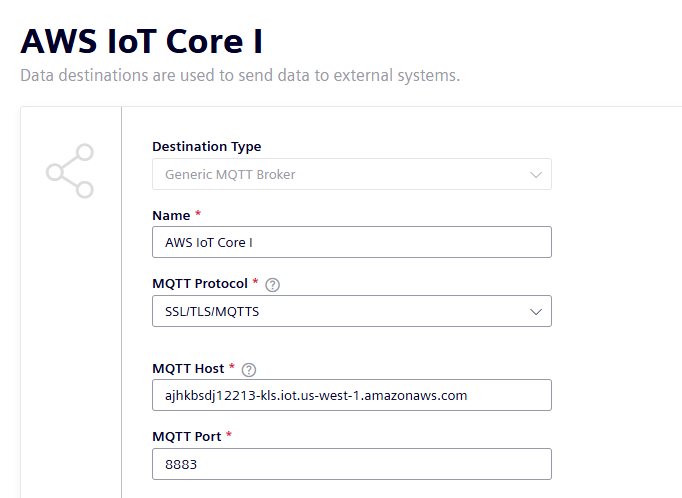 AWS IoT Core I
Data destinations are used to send data to external systems.
Destination Type
Generic MQTT Broker
Name *
AWS IoT Core I
MQTT Protocol * ?
SSL/TLS/MQTTS
MQTT Host * ?
ajhkbsdj12213-kls.iot.us-west-1.amazonaws.com
MQTT Port *
8883